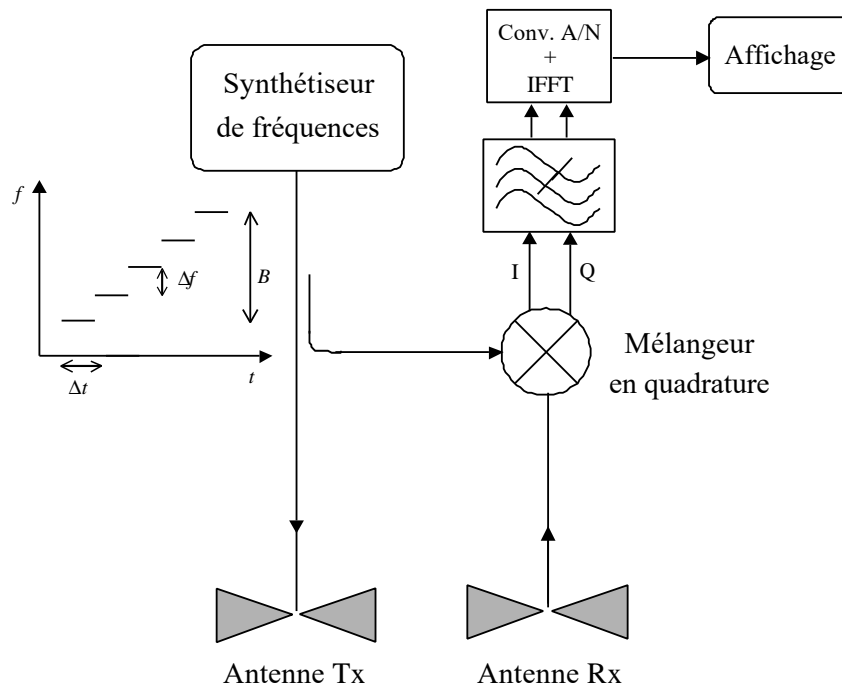 Conv. A/N
+
IFFT
Affichage
Synthétiseur
de fréquences
f
Δf
B
I
Q
Mélangeur
en quadrature
t
Δt
Antenne Tx
Antenne Rx